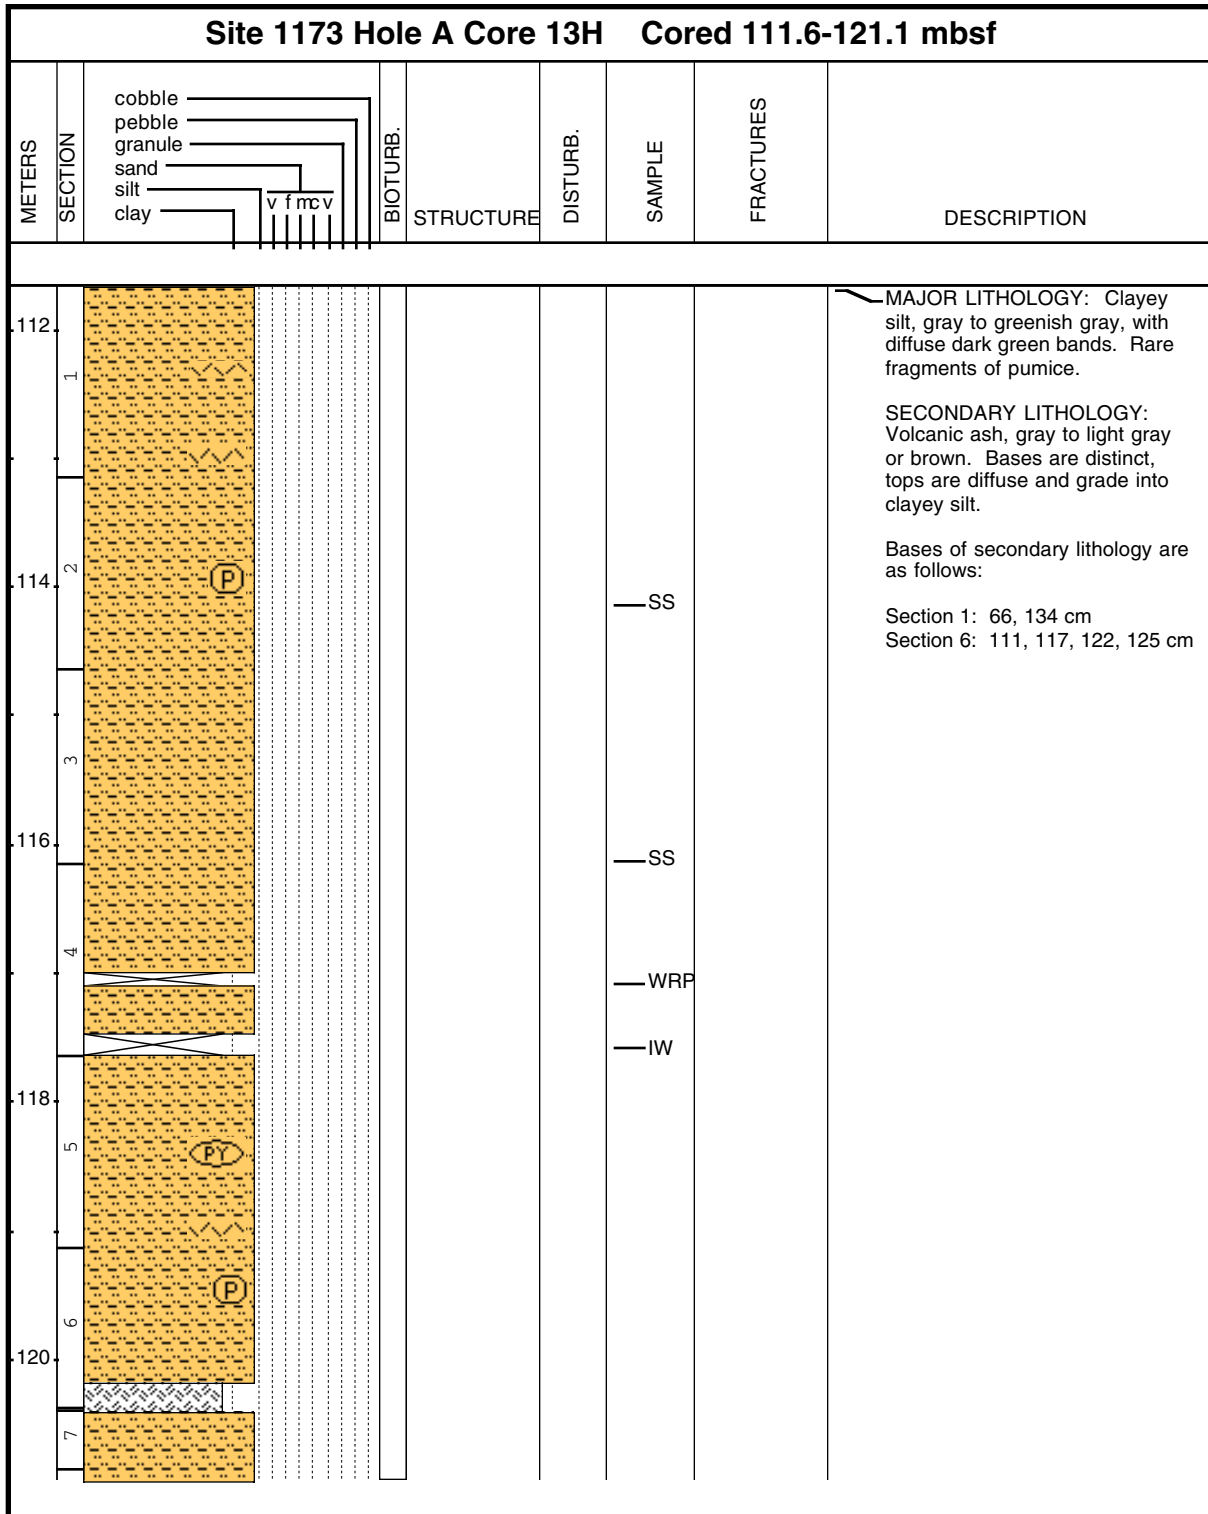 Site 1173 Hole A Core 13H Cored 111.6-121.1 mbsf
METERS
SECTION
cobble
pebble
granule
sand
silt
clay
v f m c v
BIOTURB.
STRUCTURE
DISTURB.
SAMPLE
FRACTURES
DESCRIPTION
112
114
116
118
120
1
2
3
4
5
6
7
P
PY
P
SS
SS
WRP
IW
MAJOR LITHOLOGY: Clayey
silt, gray to greenish gray, with
diffuse dark green bands. Rare
fragments of pumice.
SECONDARY LITHOLOGY:
Volcanic ash, gray to light gray
or brown. Bases are distinct,
tops are diffuse and grade into
clayey silt.
Bases of secondary lithology are
as follows:
Section 1: 66, 134 cm
Section 6: 111, 117, 122, 125 cm